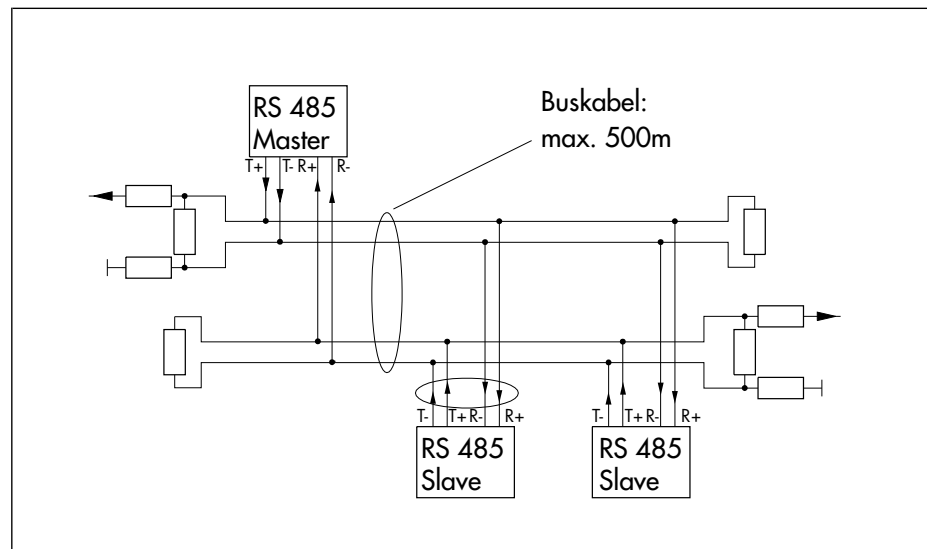 RS 485
Master
Buskabel:
max. 500m
T+ T- R+ R-
T- T+ R- R+
T- T+ R- R+
RS 485
Slave
RS 485
Slave